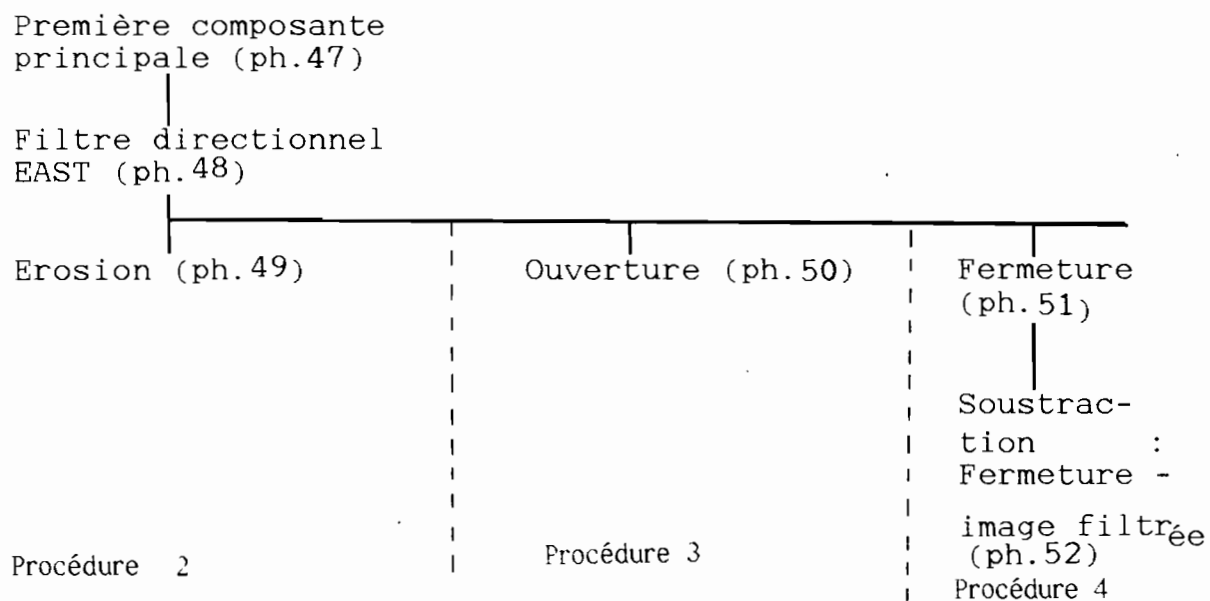 Première composante
principale (ph.47)
Filtre directionnel
EAST (ph.48)
Erosion (ph.49)
Ouverture (ph.50)
Fermeture
(ph.51)
Soustrac-
tion :
Fermeture -
image filtrée
(ph.52)
Procédure 2
Procédure 3
Procédure 4